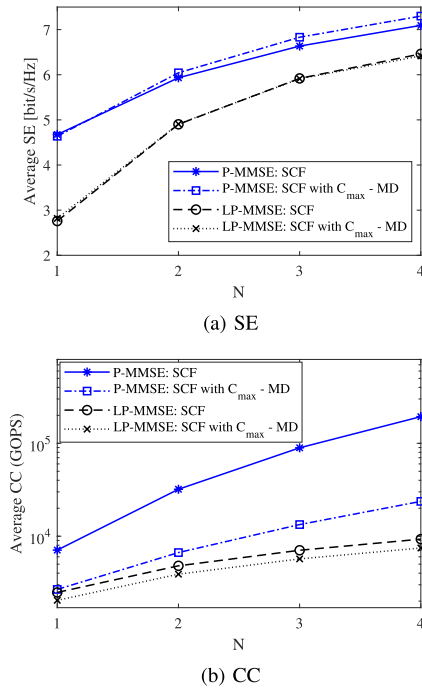 7
6
5
4
3
2
Average SE [bit/s/Hz]
P-MMSE: SCF
P-MMSE: SCF with C_max - MD
LP-MMSE: SCF
LP-MMSE: SCF with C_max - MD
1 2 3 4
N
(a) SE
P-MMSE: SCF
P-MMSE: SCF with C_max - MD
LP-MMSE: SCF
LP-MMSE: SCF with C_max - MD
10^5
10^4
Average CC (GOPS)
1 2 3 4
N
(b) CC